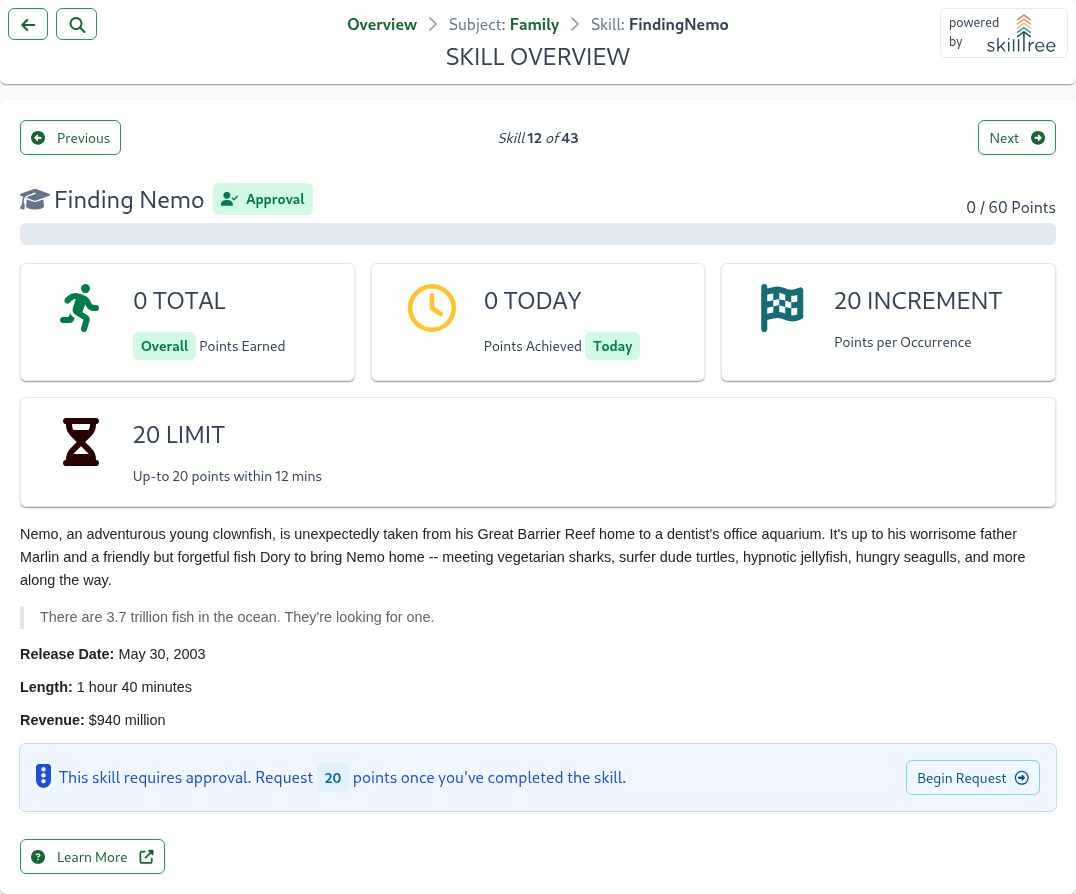 Overview > Subject: Family > Skill: FindingNemo
SKILL OVERVIEW
powered
by skilltree
Previous
Skill 12 of 43
Next
Finding Nemo Approval
0 / 60 Points
0 TOTAL
Overall Points Earned
0 TODAY
Points Achieved Today
20 INCREMENT
Points per Occurrence
20 LIMIT
Up-to 20 points within 12 mins
Nemo, an adventurous young clownfish, is unexpectedly taken from his Great Barrier Reef home to a dentist's office aquarium. It's up to his worrisome father
Marlin and a friendly but forgetful fish Dory to bring Nemo home -- meeting vegetarian sharks, surfer dude turtles, hypnotic jellyfish, hungry seagulls, and more
along the way.
There are 3.7 trillion fish in the ocean. They're looking for one.
Release Date: May 30, 2003
Length: 1 hour 40 minutes
Revenue: $940 million
This skill requires approval. Request 20 points once you've completed the skill.
Begin Request
Learn More